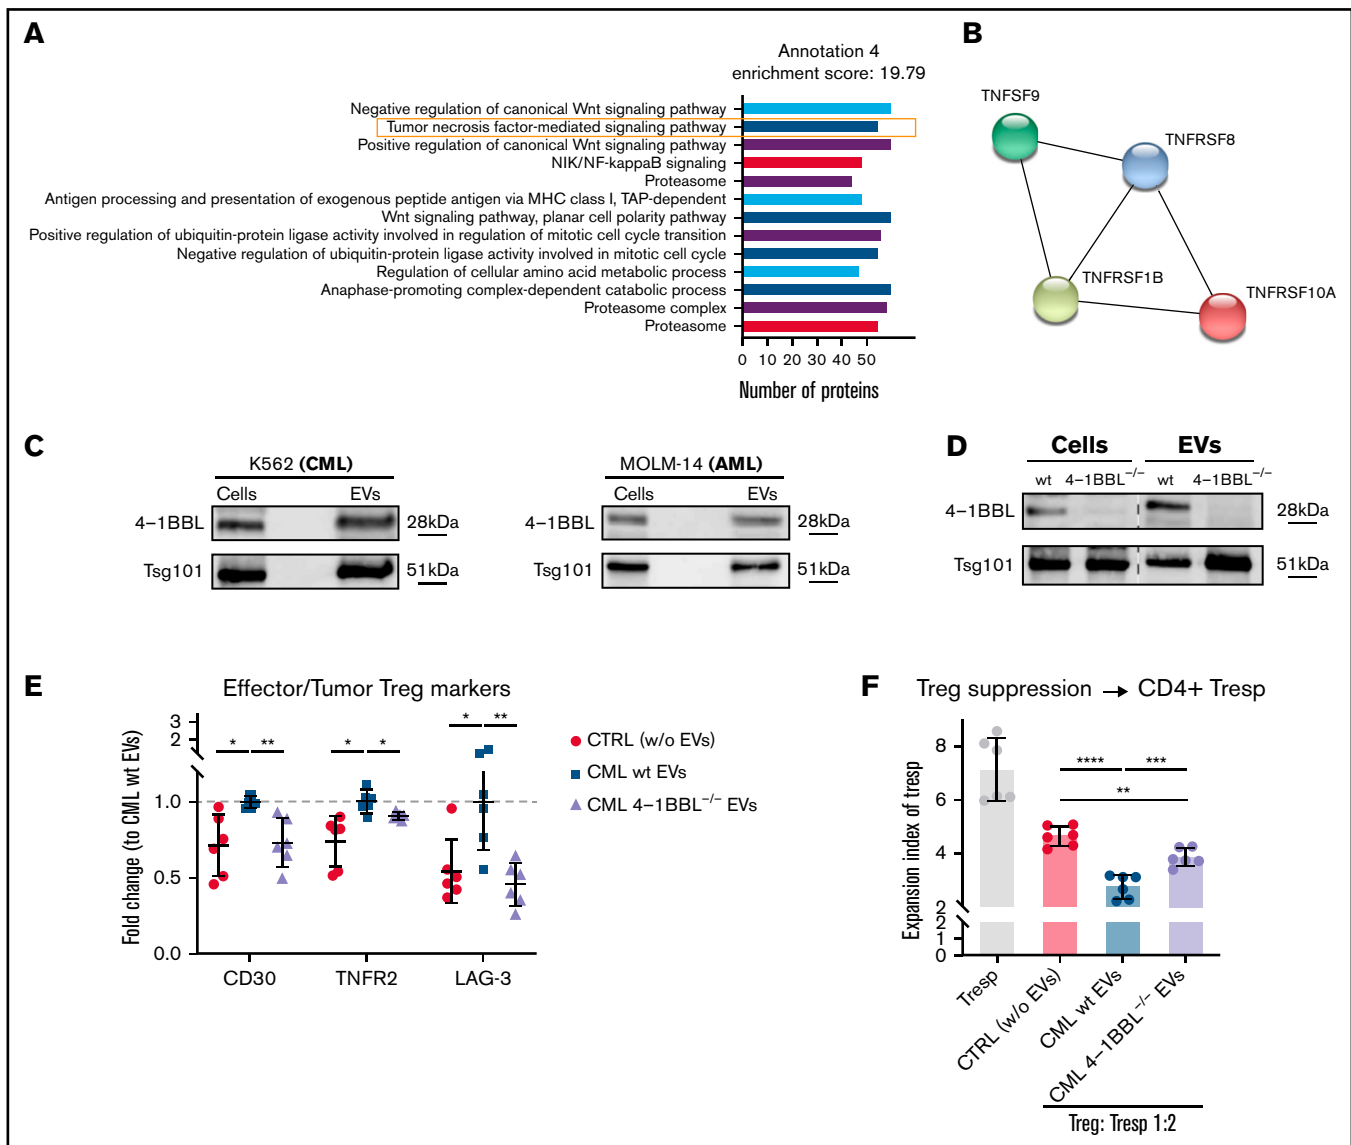 A
Annotation 4
enrichment score: 19.79
Negative regulation of canonical Wnt signaling pathway
Tumor necrosis factor-mediated signaling pathway
Positive regulation of canonical Wnt signaling pathway
NIK/NF-kappaB signaling
Proteasome
Antigen processing and presentation of exogenous peptide antigen via MHC class I, TAP-dependent
Wnt signaling pathway, planar cell polarity pathway
Positive regulation of ubiquitin-protein ligase activity involved in regulation of mitotic cell cycle transition
Negative regulation of ubiquitin-protein ligase activity involved in mitotic cell cycle
Regulation of cellular amino acid metabolic process
Anaphase-promoting complex-dependent catabolic process
Proteasome complex
Proteasome
0 10 20 30 40 50
Number of proteins
B
TNFSF9
TNFRSF8
TNFRSF1B
TNFRSF10A
C
K562 (CML)
Cells EVs
4–1BBL 28kDa
Tsg101 51kDa
MOLM-14 (AML)
Cells EVs
4–1BBL 28kDa
Tsg101 51kDa
D
Cells EVs
wt 4–1BBL–/– wt 4–1BBL–/–
4–1BBL 28kDa
Tsg101 51kDa
E
Effector/Tumor Treg markers
Fold change (to CML wt EVs)
3
2
1.0
0.5
0.0
* ** * * * **
CD30 TNFR2 LAG-3
CTRL (w/o EVs)
CML wt EVs
CML 4–1BBL–/– EVs
F
Treg suppression → CD4+ Tresp
Expansion index of tresp
8
6
4
2
2
1
0
**** ***
**
Tresp
CTRL (w/o EVs)
CML wt EVs
CML 4–1BBL–/– EVs
Treg: Tresp 1:2